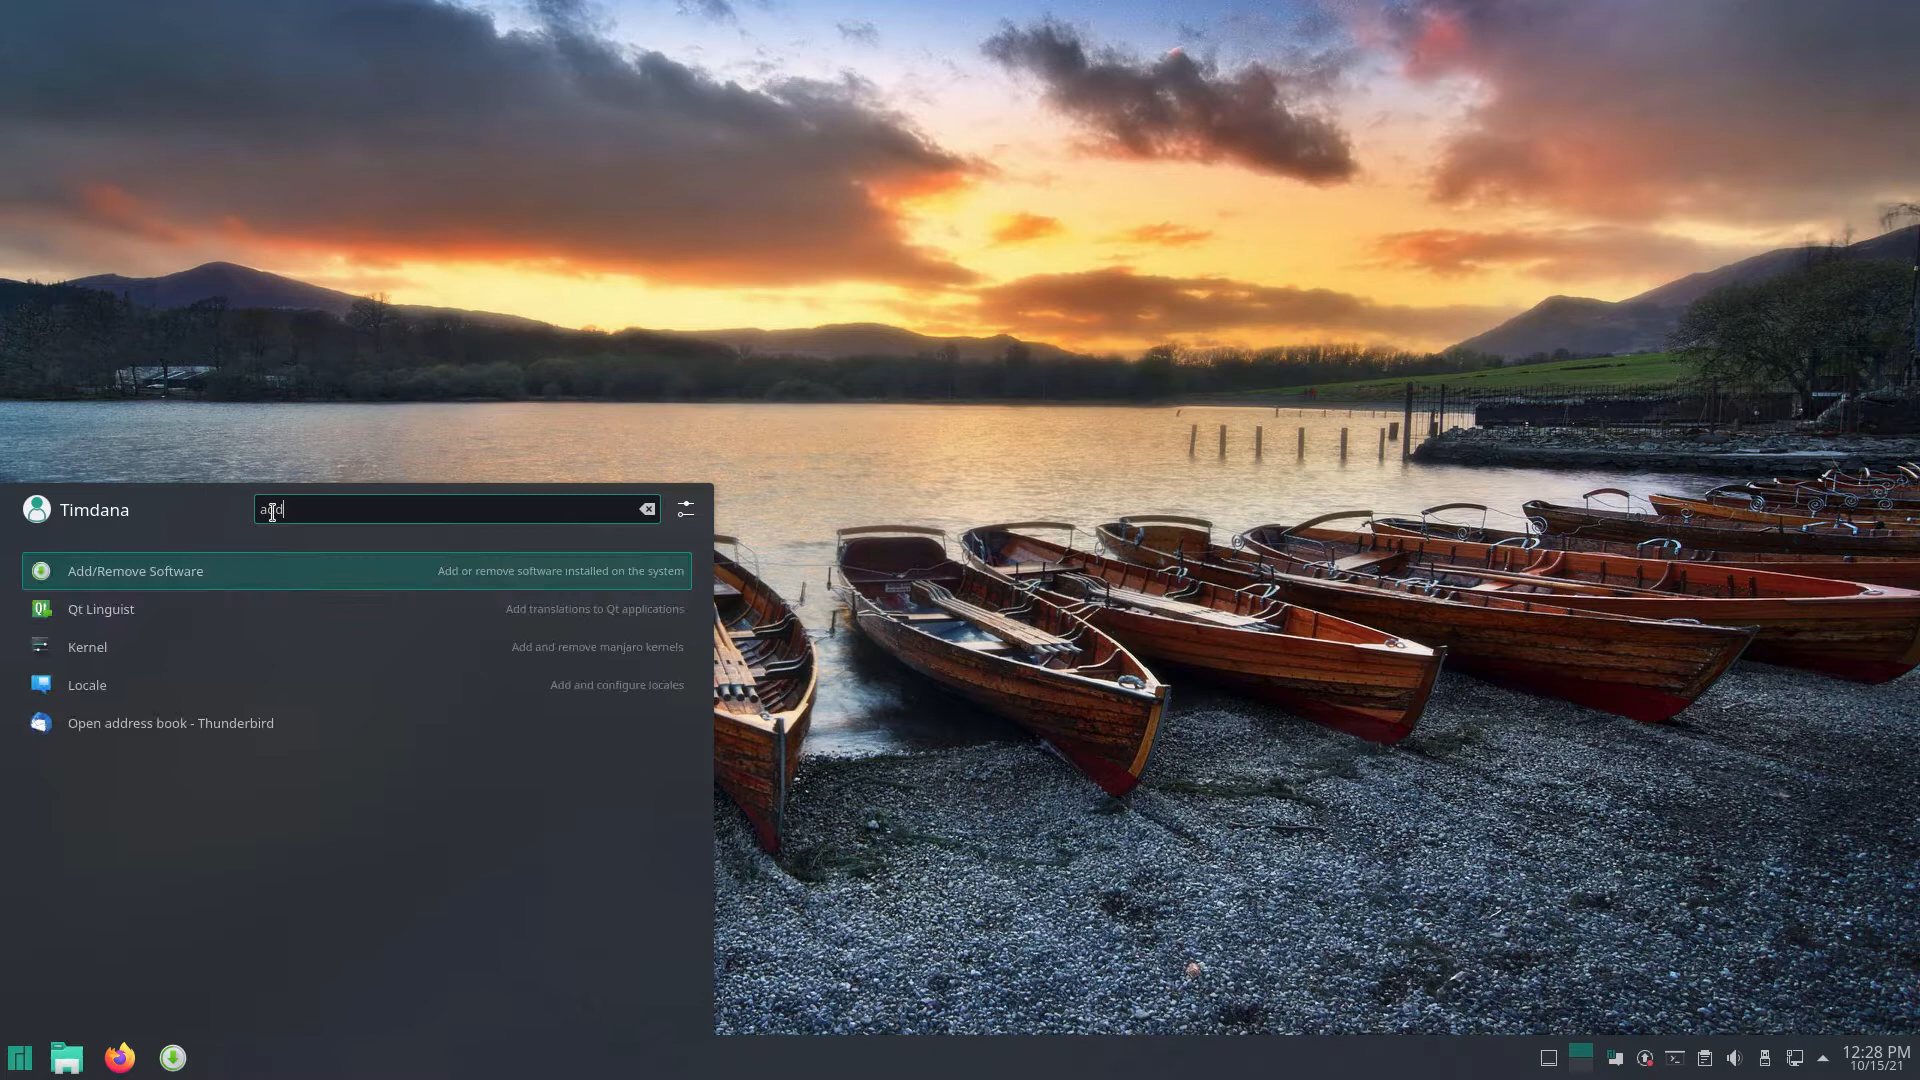 Timdana
add
Add/Remove Software Add or remove software installed on the system
Qt Linguist Add translations to Qt applications
Kernel Add and remove manjaro kernels
Locale Add and configure locales
Open address book - Thunderbird
12:28 PM
10/15/21